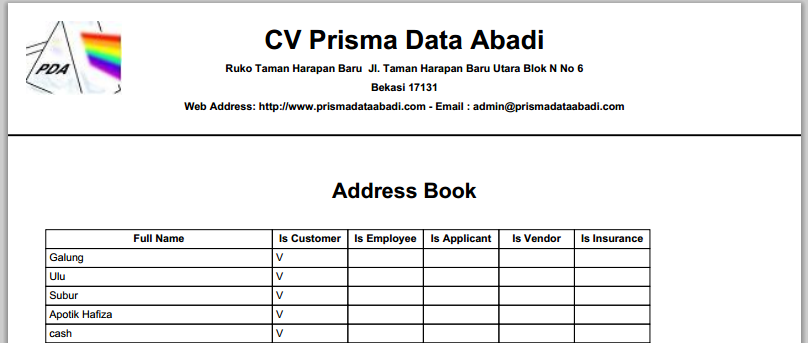 PDA
CV Prisma Data Abadi
Ruko Taman Harapan Baru Jl. Taman Harapan Baru Utara Blok N No 6
Bekasi 17131
Web Address: http://www.prismadataabadi.com - Email : admin@prismadataabadi.com
Address Book
Full Name Is Customer Is Employee Is Applicant Is Vendor Is Insurance
Galung V
Ulu V
Subur V
Apotik Hafiza V
cash V